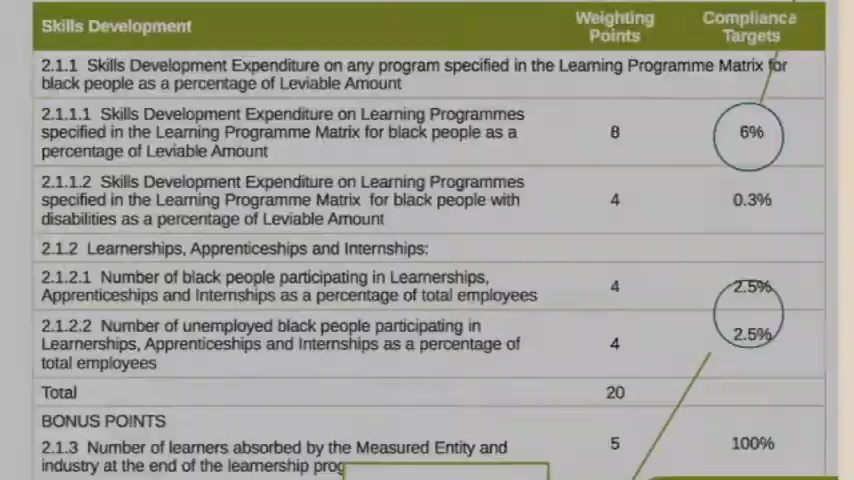 Skills Development
Weighting
Points
Compliance
Targets
2.1.1 Skills Development Expenditure on any program specified in the Learning Programme Matrix for
black people as a percentage of Leviable Amount
2.1.1.1 Skills Development Expenditure on Learning Programmes
specified in the Learning Programme Matrix for black people as a
percentage of Leviable Amount
8
6%
2.1.1.2 Skills Development Expenditure on Learning Programmes
specified in the Learning Programme Matrix for black people with
disabilities as a percentage of Leviable Amount
4
0.3%
2.1.2 Learnerships, Apprenticeships and Internships:
2.1.2.1 Number of black people participating in Learnerships,
Apprenticeships and Internships as a percentage of total employees
4
2.5%
2.1.2.2 Number of unemployed black people participating in
Learnerships, Apprenticeships and Internships as a percentage of
total employees
4
2.5%
Total
20
BONUS POINTS
2.1.3 Number of learners absorbed by the Measured Entity and
industry at the end of the learnership
5
100%